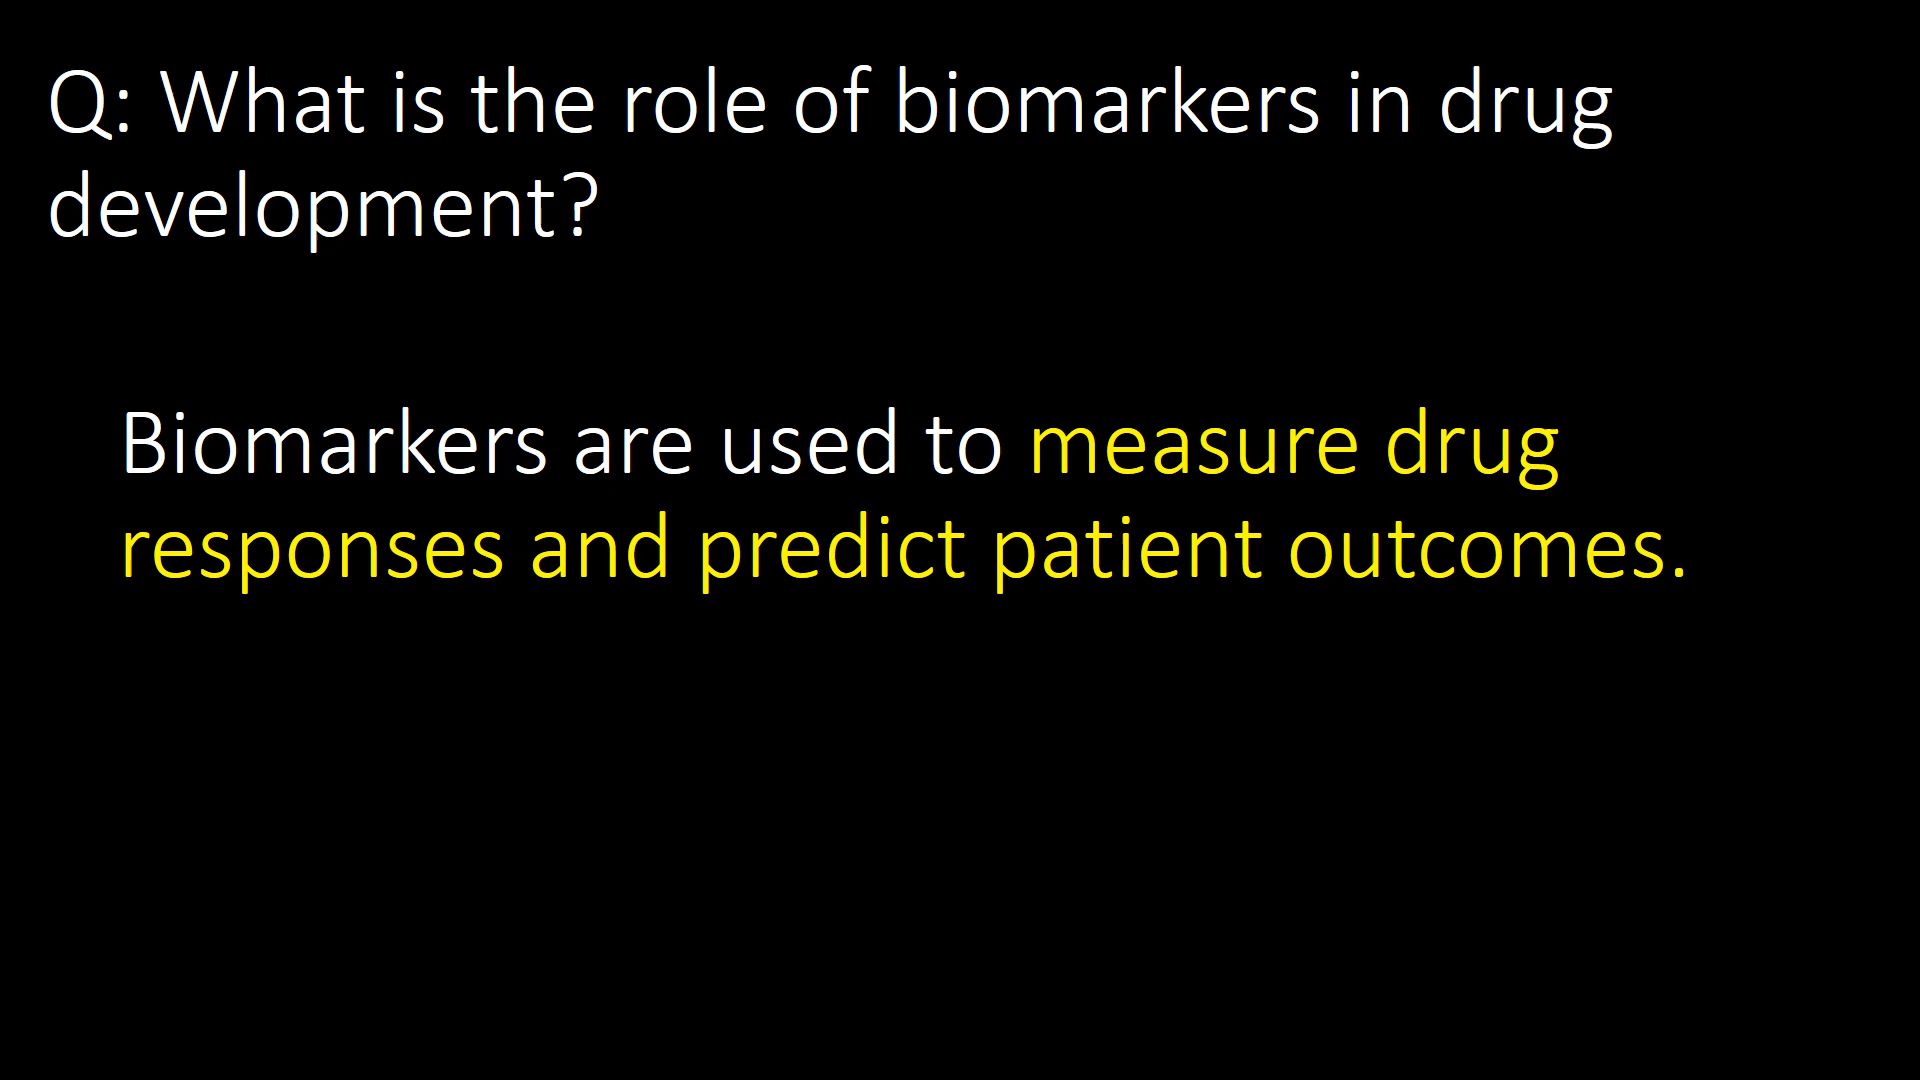 Q: What is the role of biomarkers in drug
development?
Biomarkers are used to measure drug
responses and predict patient outcomes.